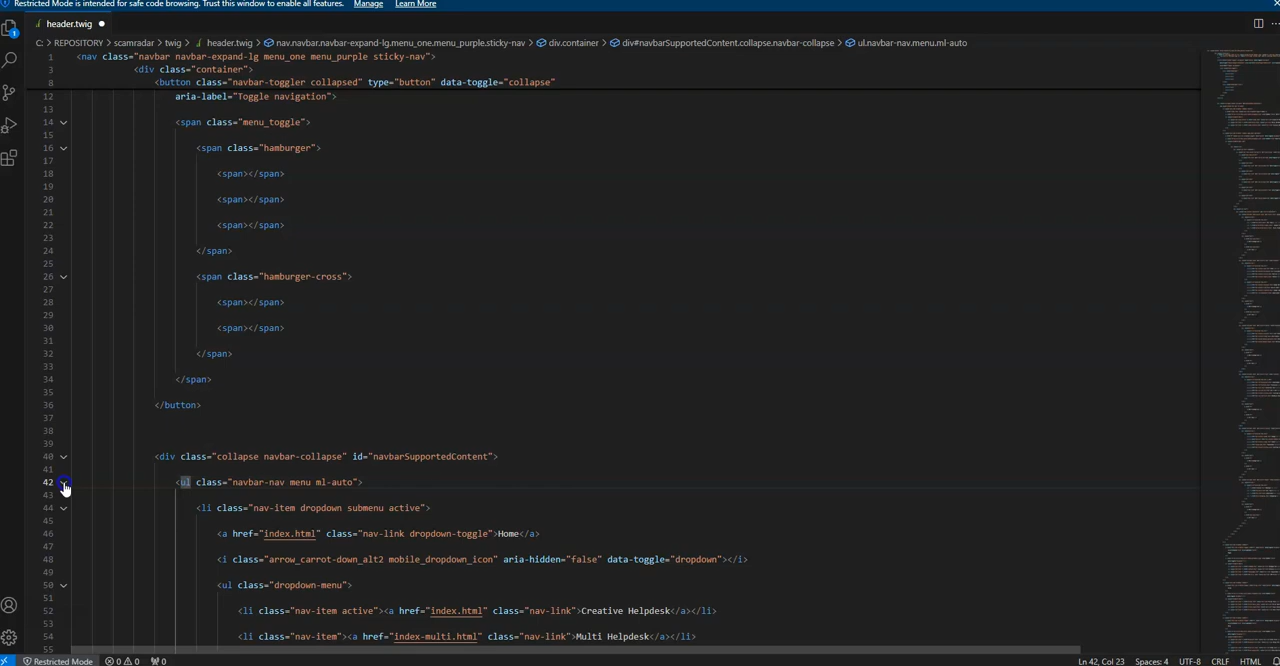 Restricted Mode is intended for safe code browsing. Trust this window to enable all features. Manage Learn More
header.twig
C: > REPOSITORY > scamradar > twig > header.twig > nav.navbar.navbar-expand-lg.menu_one.menu_purple.sticky-nav > div.container > div#navbarSupportedContent.collapse.navbar-collapse > ul.navbar-nav.menu.ml-auto
1 <nav class="navbar navbar-expand-lg menu_one menu_purple sticky-nav">
3 <div class="container">
8 <button class="navbar-toggler collapsed" type="button" data-toggle="collapse"
12 aria-label="Toggle navigation">
13
14 <span class="menu_toggle">
15
16 <span class="hamburger">
17
18 <span></span>
19
20 <span></span>
21
22 <span></span>
23
24 </span>
25
26 <span class="hamburger-cross">
27
28 <span></span>
29
30 <span></span>
31
32 </span>
33
34 </span>
35
36 </button>
37
38
39
40 <div class="collapse navbar-collapse" id="navbarSupportedContent">
41
42 <ul class="navbar-nav menu ml-auto">
43
44 <li class="nav-item dropdown submenu active">
45
46 <a href="index.html" class="nav-link dropdown-toggle">Home</a>
47
48 <i class="arrow_carrot-down_alt2 mobile_dropdown_icon" aria-hidden="false" data-toggle="dropdown"></i>
49
50 <ul class="dropdown-menu">
51
52 <li class="nav-item active"><a href="index.html" class="nav-link">Creative Helpdesk</a></li>
53
54 <li class="nav-item"><a href="index-multi.html" class="nav-link">Multi Helpdesk</a></li>
55
Restricted Mode 0 0 0 Ln 42, Col 23 Spaces: 4 UTF-8 CRLF HTML